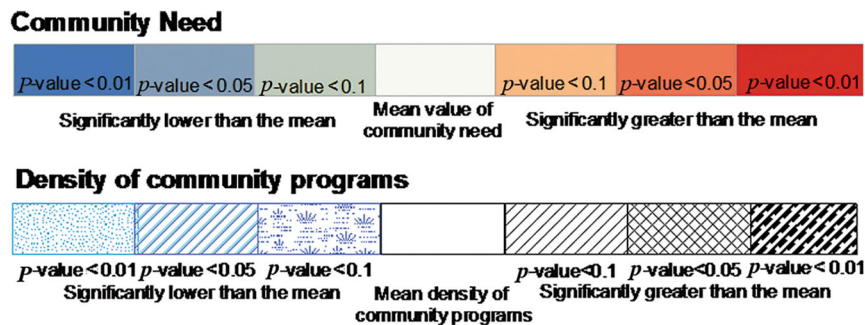 Community Need
P-value<0.01 p-value<0.05 p-value<0.1 p-value<0.1 p-value<0.05 p-value<0.01
Significantly lower than the mean Mean value of community need Significantly greater than the mean
Density of community programs
p-value<0.01 p-value<0.05 p-value<0.1 p-value<0.1 p-value<0.05 p-value<0.01
Significantly lower than the mean Mean density of community programs Significantly greater than the mean